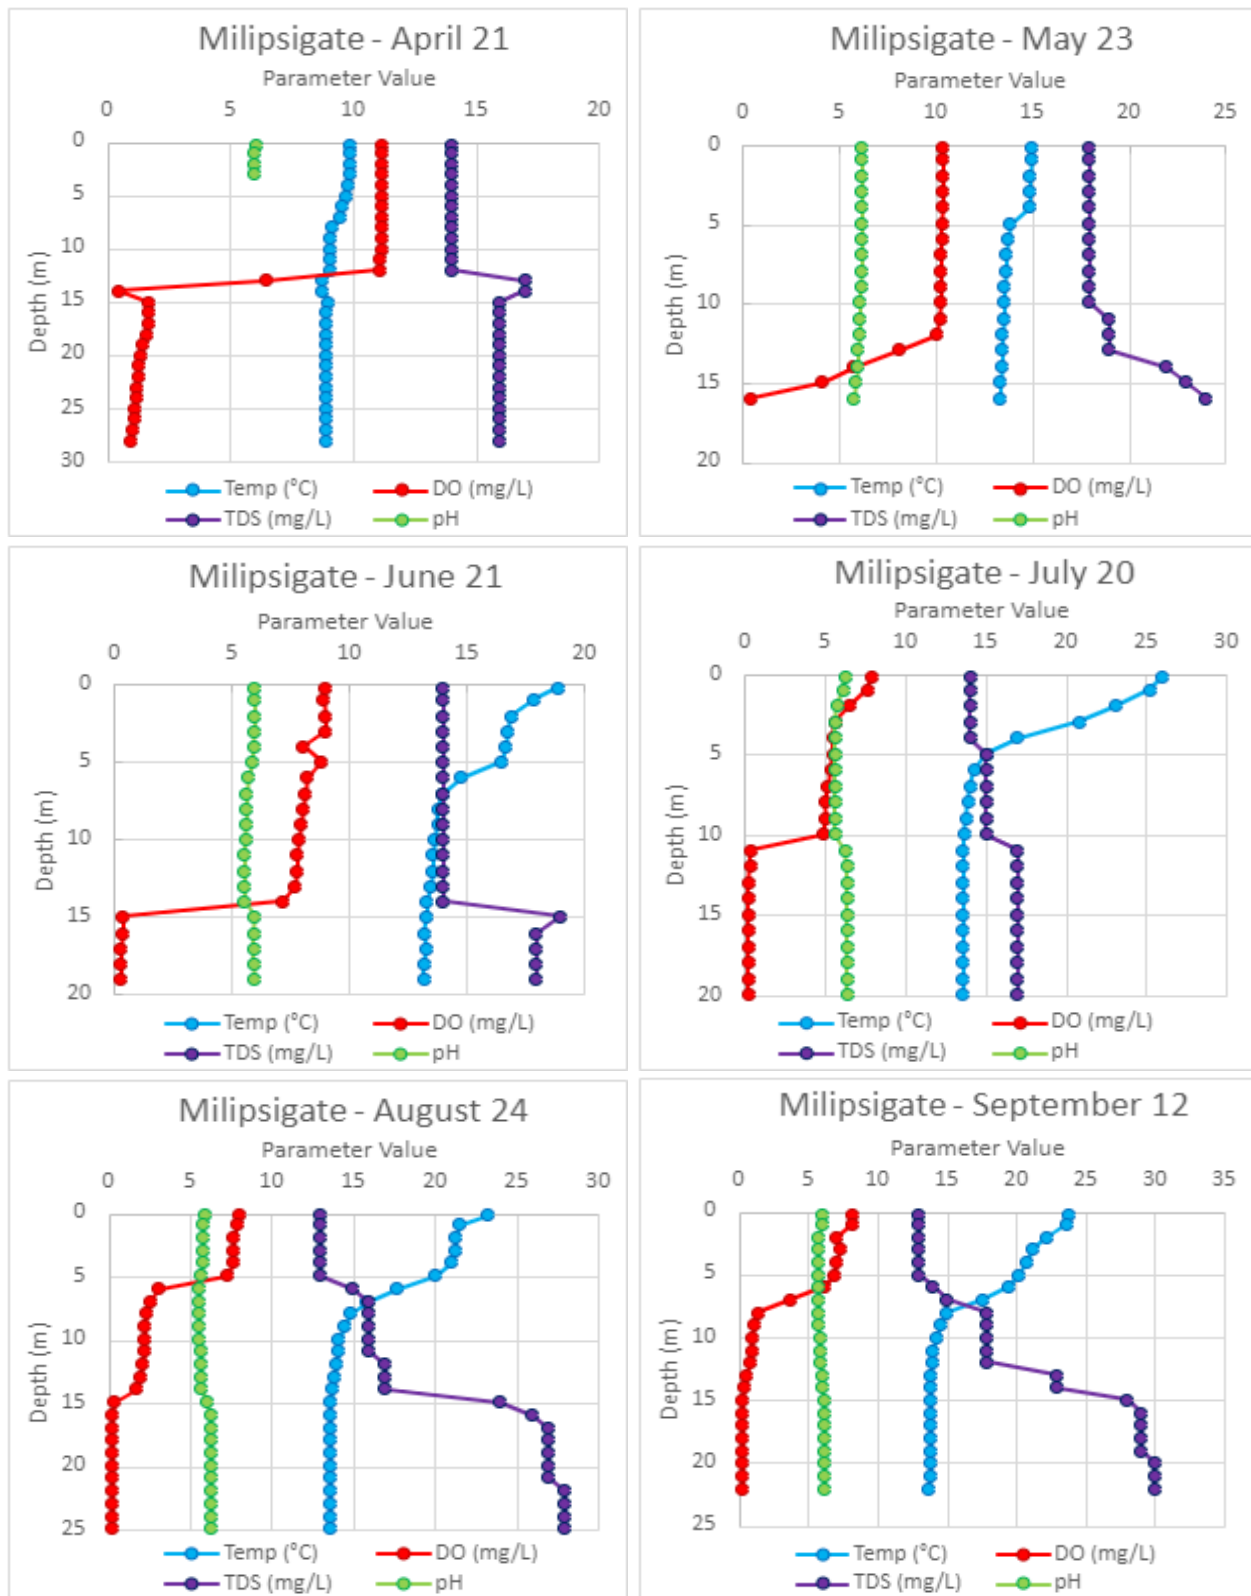 Milipsigate - April 21
Parameter Value
0 5 10 15 20
0
5
10
15
20
25
30
Depth (m)
Temp (°C) DO (mg/L)
TDS (mg/L) pH
Milipsigate - May 23
Parameter Value
0 5 10 15 20 25
0
5
10
15
20
Depth (m)
Temp (°C) DO (mg/L)
TDS (mg/L) pH
Milipsigate - June 21
Parameter Value
0 5 10 15 20
0
5
10
15
20
Depth (m)
Temp (°C) DO (mg/L)
TDS (mg/L) pH
Milipsigate - July 20
Parameter Value
0 5 10 15 20 25 30
0
5
10
15
20
Depth (m)
Temp (°C) DO (mg/L)
TDS (mg/L) pH
Milipsigate - August 24
Parameter Value
0 5 10 15 20 25 30
0
5
10
15
20
25
Depth (m)
Temp (°C) DO (mg/L)
TDS (mg/L) pH
Milipsigate - September 12
Parameter Value
0 5 10 15 20 25 30 35
0
5
10
15
20
25
Depth (m)
Temp (°C) DO (mg/L)
TDS (mg/L) pH